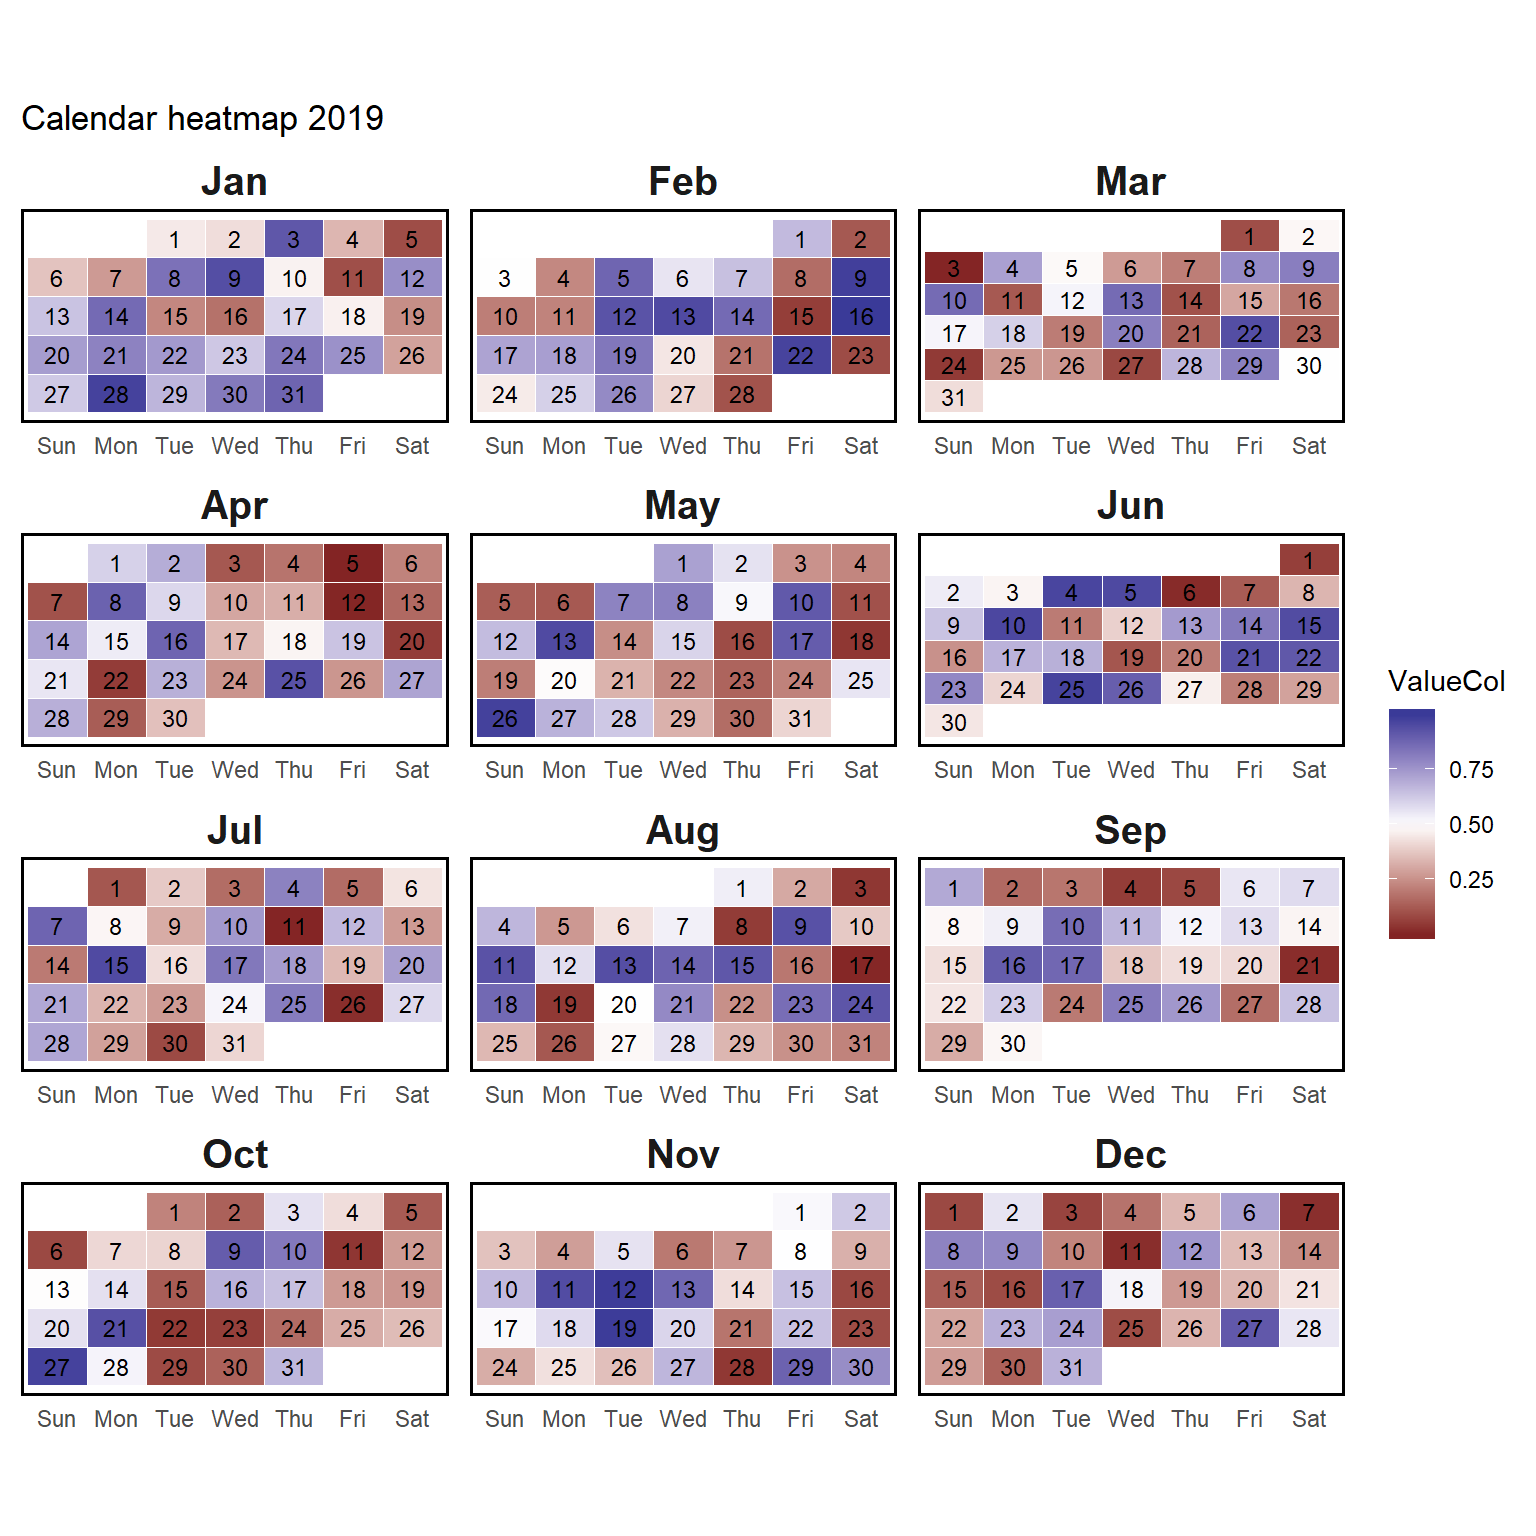 Calendar heatmap 2019
Jan Feb Mar
1 2 3 4 5 1 2 1 2
6 7 8 9 10 11 12 3 4 5 6 7 8 9 3 4 5 6 7 8 9
13 14 15 16 17 18 19 10 11 12 13 14 15 16 10 11 12 13 14 15 16
20 21 22 23 24 25 26 17 18 19 20 21 22 23 17 18 19 20 21 22 23
27 28 29 30 31 24 25 26 27 28 24 25 26 27 28 29 30
31
Sun Mon Tue Wed Thu Fri Sat Sun Mon Tue Wed Thu Fri Sat Sun Mon Tue Wed Thu Fri Sat
Apr May Jun
1 2 3 4 5 6 1 2 3 4 1
7 8 9 10 11 12 13 5 6 7 8 9 10 11 2 3 4 5 6 7 8
14 15 16 17 18 19 20 12 13 14 15 16 17 18 9 10 11 12 13 14 15
21 22 23 24 25 26 27 19 20 21 22 23 24 25 16 17 18 19 20 21 22
28 29 30 26 27 28 29 30 31 23 24 25 26 27 28 29
30
Sun Mon Tue Wed Thu Fri Sat Sun Mon Tue Wed Thu Fri Sat Sun Mon Tue Wed Thu Fri Sat
Jul Aug Sep
1 2 3 4 5 6 1 2 3 1 2 3 4 5 6 7
7 8 9 10 11 12 13 4 5 6 7 8 9 10 8 9 10 11 12 13 14
14 15 16 17 18 19 20 11 12 13 14 15 16 17 15 16 17 18 19 20 21
21 22 23 24 25 26 27 18 19 20 21 22 23 24 22 23 24 25 26 27 28
28 29 30 31 25 26 27 28 29 30 31 29 30
Sun Mon Tue Wed Thu Fri Sat Sun Mon Tue Wed Thu Fri Sat Sun Mon Tue Wed Thu Fri Sat
Oct Nov Dec
1 2 3 4 5 1 2 1 2 3 4 5 6 7
6 7 8 9 10 11 12 3 4 5 6 7 8 9 8 9 10 11 12 13 14
13 14 15 16 17 18 19 10 11 12 13 14 15 16 15 16 17 18 19 20 21
20 21 22 23 24 25 26 17 18 19 20 21 22 23 22 23 24 25 26 27 28
27 28 29 30 31 24 25 26 27 28 29 30 29 30 31
Sun Mon Tue Wed Thu Fri Sat Sun Mon Tue Wed Thu Fri Sat Sun Mon Tue Wed Thu Fri Sat
ValueCol
0.75
0.50
0.25